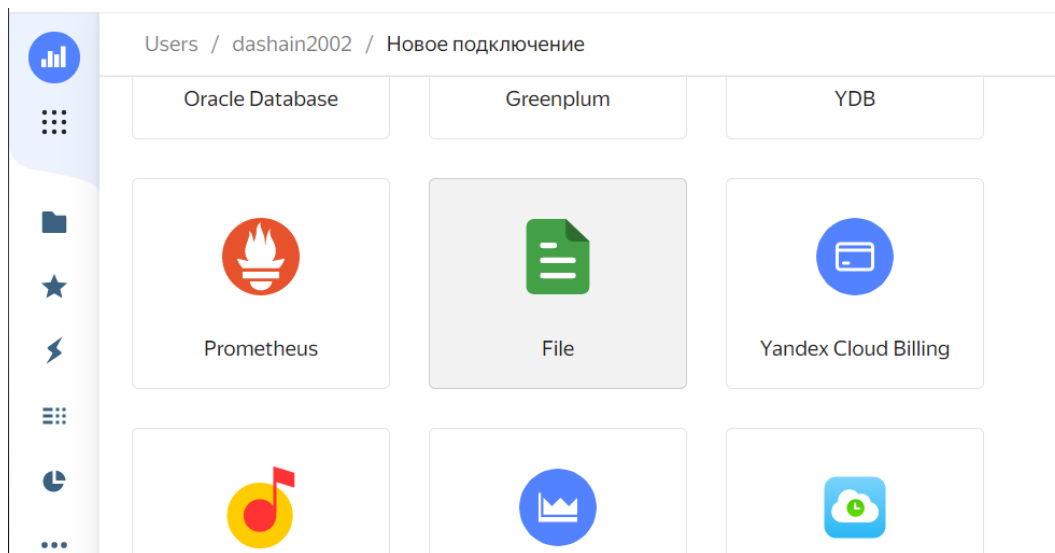 Users / dashain2002 / Новое подключение
Oracle Database
Greenplum
YDB
Prometheus
File
Yandex Cloud Billing